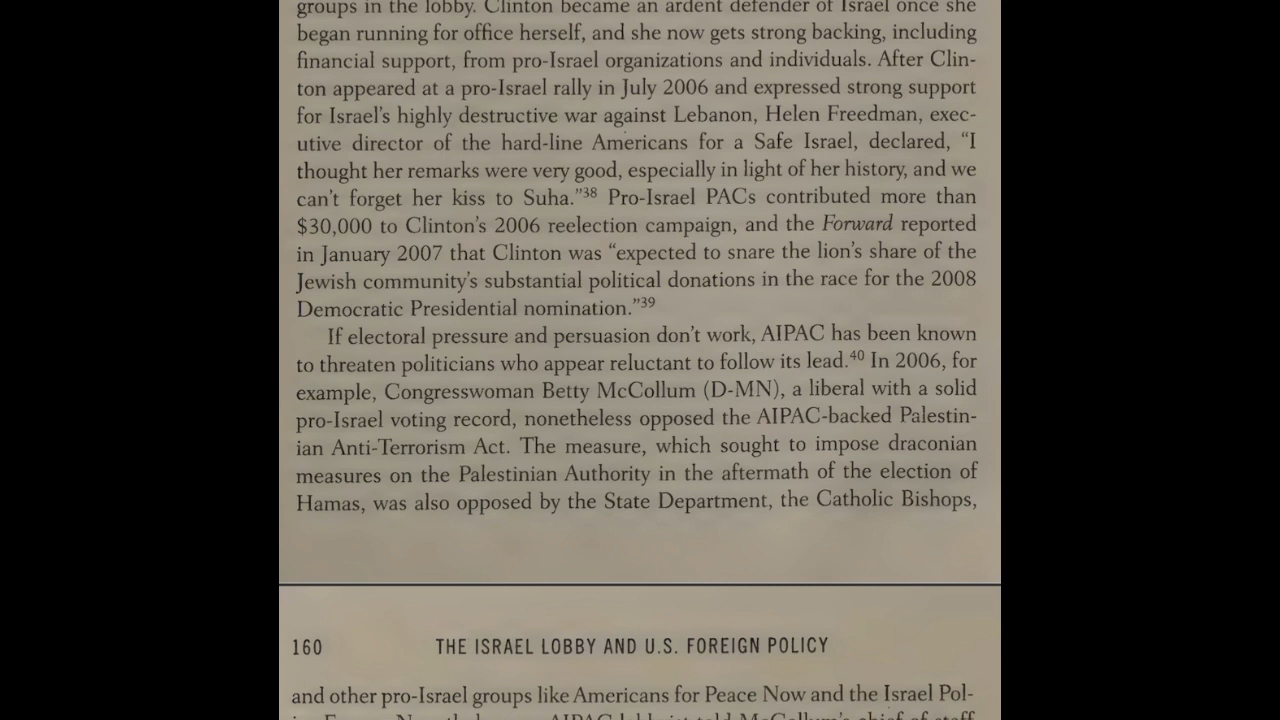 groups in the lobby. Clinton became an ardent defender of Israel once she
began running for office herself, and she now gets strong backing, including
financial support, from pro-Israel organizations and individuals. After Clin-
ton appeared at a pro-Israel rally in July 2006 and expressed strong support
for Israel's highly destructive war against Lebanon, Helen Freedman, exec-
utive director of the hard-line Americans for a Safe Israel, declared, “I
thought her remarks were very good, especially in light of her history, and we
can't forget her kiss to Suha.”38 Pro-Israel PACs contributed more than
$30,000 to Clinton's 2006 reelection campaign, and the Forward reported
in January 2007 that Clinton was “expected to snare the lion's share of the
Jewish community's substantial political donations in the race for the 2008
Democratic Presidential nomination.”39
If electoral pressure and persuasion don't work, AIPAC has been known
to threaten politicians who appear reluctant to follow its lead.40 In 2006, for
example, Congresswoman Betty McCollum (D-MN), a liberal with a solid
pro-Israel voting record, nonetheless opposed the AIPAC-backed Palestin-
ian Anti-Terrorism Act. The measure, which sought to impose draconian
measures on the Palestinian Authority in the aftermath of the election of
Hamas, was also opposed by the State Department, the Catholic Bishops,
160 THE ISRAEL LOBBY AND U.S. FOREIGN POLICY
and other pro-Israel groups like Americans for Peace Now and the Israel Pol-